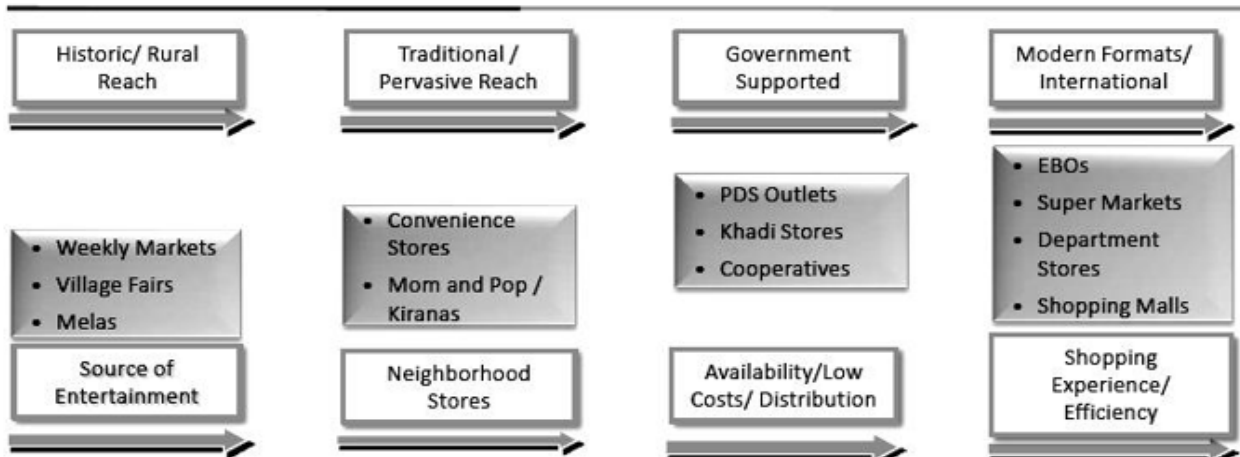 Historic/ Rural
Reach
Traditional /
Pervasive Reach
Government
Supported
Modern Formats/
International
• Weekly Markets
• Village Fairs
• Melas
• Convenience
Stores
• Mom and Pop /
Kiranas
• PDS Outlets
• Khadi Stores
• Cooperatives
• EBOs
• Super Markets
• Department
Stores
• Shopping Malls
Source of
Entertainment
Neighborhood
Stores
Availability/Low
Costs/ Distribution
Shopping
Experience/
Efficiency